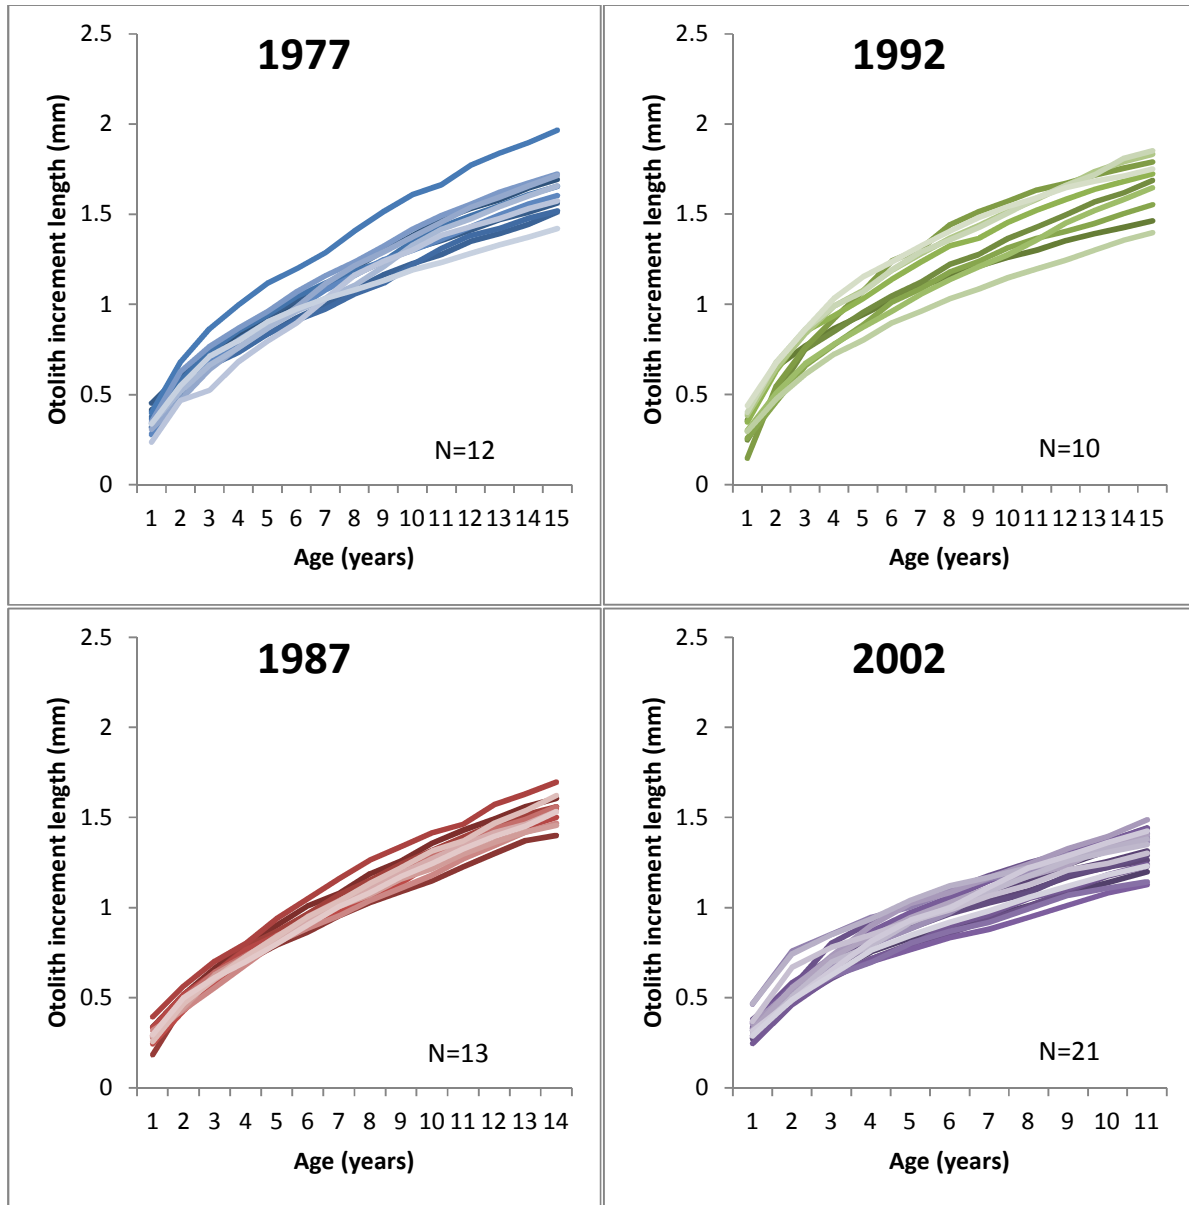 1977
Otolith increment length (mm)
2.5
2
1.5
1
0.5
0
N=12
1 2 3 4 5 6 7 8 9 10 11 12 13 14 15
Age (years)
1992
Otolith increment length (mm)
2.5
2
1.5
1
0.5
0
N=10
1 2 3 4 5 6 7 8 9 10 11 12 13 14 15
Age (years)
1987
Otolith increment length (mm)
2.5
2
1.5
1
0.5
0
N=13
1 2 3 4 5 6 7 8 9 10 11 12 13 14
Age (years)
2002
Otolith increment length (mm)
2.5
2
1.5
1
0.5
0
N=21
1 2 3 4 5 6 7 8 9 10 11
Age (years)